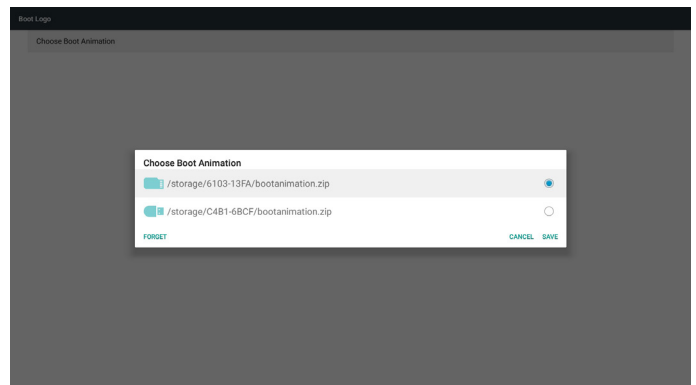 Boot Logo
Choose Boot Animation
Choose Boot Animation
/storage/6103-13FA/bootanimation.zip
/storage/C4B1-6BCF/bootanimation.zip
FORGET CANCEL SAVE